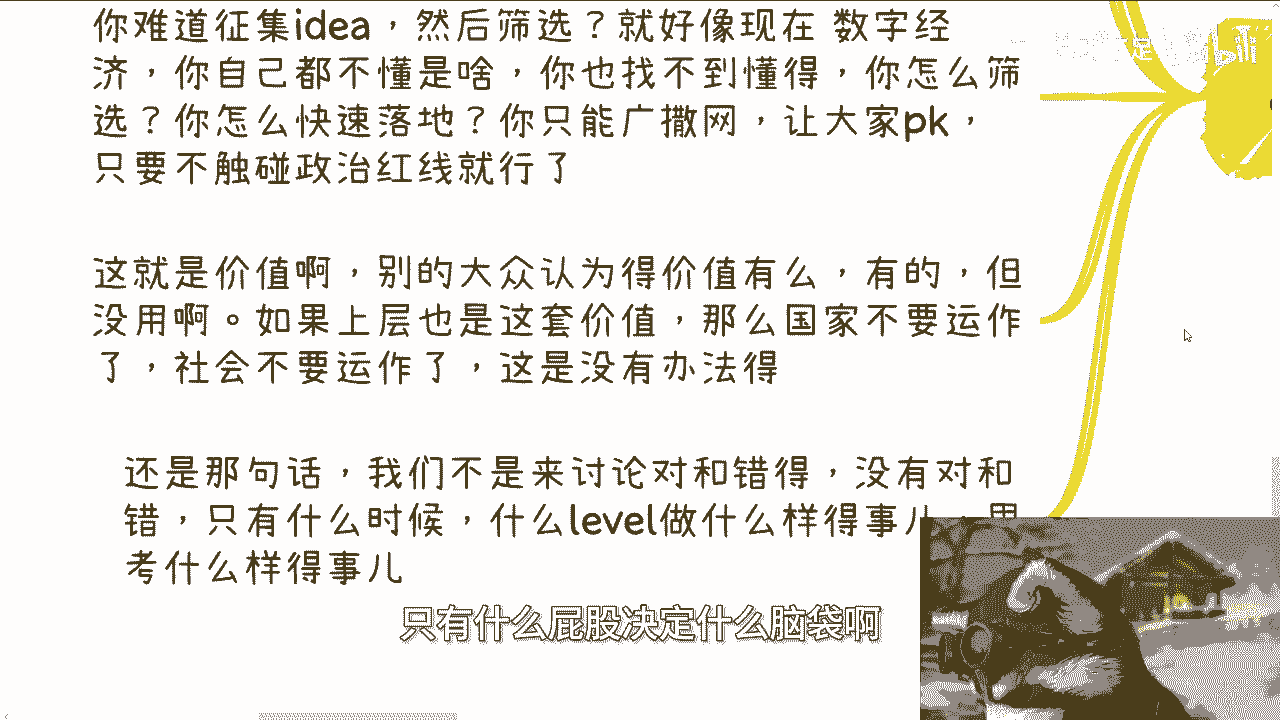 你难道征集idea，然后筛选？就好像现在 数字经
济，你自己都不懂是啥，你也找不到懂得，你怎么筛
选？你怎么快速落地？你只能广撒网，让大家pk，
只要不触碰政治红线就行了
这就是价值啊，别的大众认为得价值有么，有的，但
没用啊。如果上层也是这套价值，那么国家不要运作
了，社会不要运作了，这是没有办法得
还是那句话，我们不是来讨论对和错得，没有对和
错，只有什么时候，什么level做什么样得事儿
考什么样得事儿
只有什么屁股决定什么脑袋啊